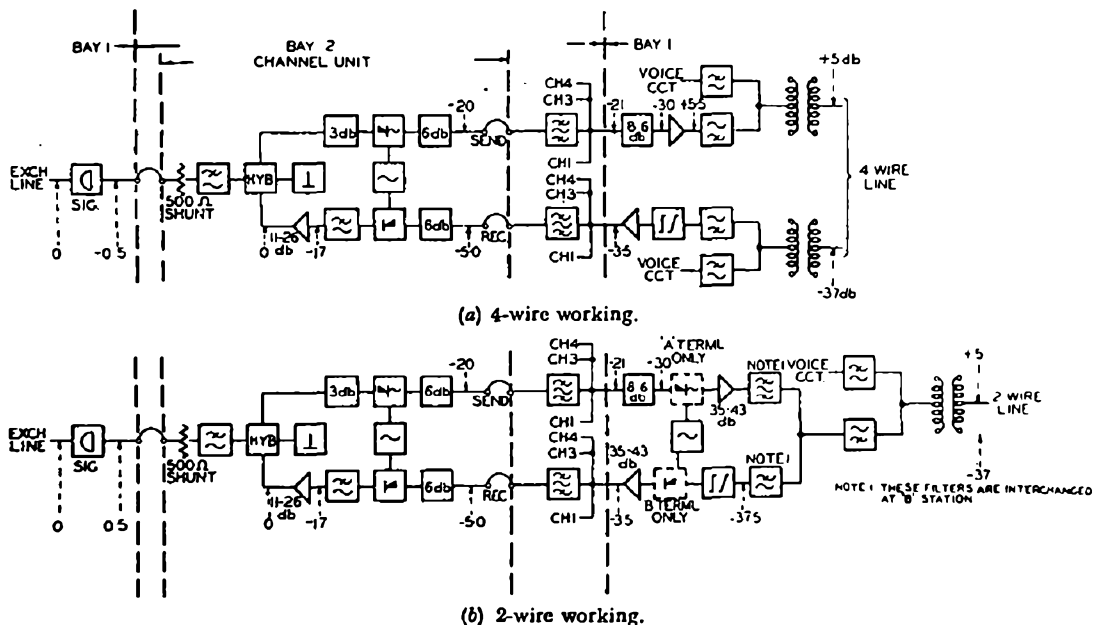 BAY 1
BAY 2
CHANNEL UNIT
BAY 1
EXCH
LINE
SIG.
0
-0 5
500Ω
SHUNT
HYB
3db
6db
-20
SEND
CH4
CH3
CH1
-21
8 6
db
-30
+5·5
VOICE
CCT
+5db
4 WIRE
LINE
0
11-26
db
-17
6db
-50
REC
CH4
CH3
CH1
-35
VOICE
CCT
-37db
(a) 4-wire working.
EXCH
LINE
SIG
0
0 5
500Ω
SHUNT
HYB
3db
6db
-20
SEND
CH4
CH3
CH1
-21
8 6
db
-30
'A' TERML
ONLY
35·43
db
NOTE 1
VOICE
CCT.
+5
2 WIRE
LINE
-37
0
11-26
db
-17
6db
-50
REC
CH4
CH3
CH1
35·43
db
-35
'B' TERML
ONLY
-375
NOTE 1
NOTE 1 THESE FILTERS ARE INTERCHANGED
AT 'B' STATION
(b) 2-wire working.